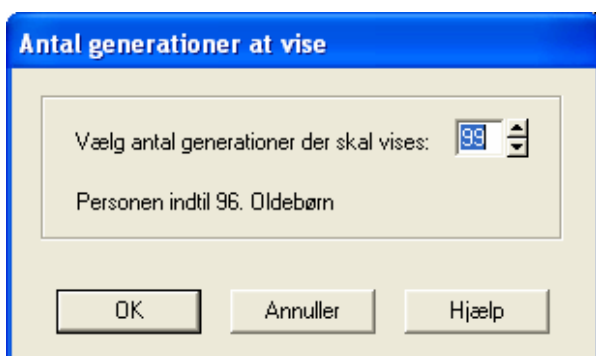 Antal generationer at vise
Vælg antal generationer der skal vises: 99
Personen indtil 96. Oldebørn
OK Annuller Hjælp